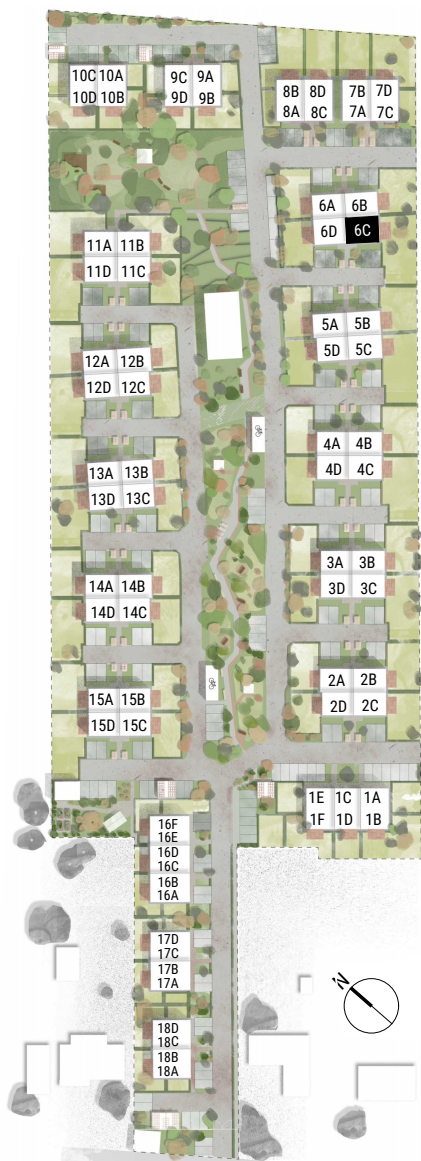 10C 10A
10D 10B
9C 9A
9D 9B
8B 8D
8A 8C
7B 7D
7A 7C
6A 6B
6D 6C
11A 11B
11D 11C
5A 5B
5D 5C
12A 12B
12D 12C
4A 4B
4D 4C
13A 13B
13D 13C
3A 3B
3D 3C
14A 14B
14D 14C
2A 2B
2D 2C
15A 15B
15D 15C
1E 1C 1A
1F 1D 1B
16F
16E
16D
16C
16B
16A
17D
17C
17B
17A
18D
18C
18B
18A
N